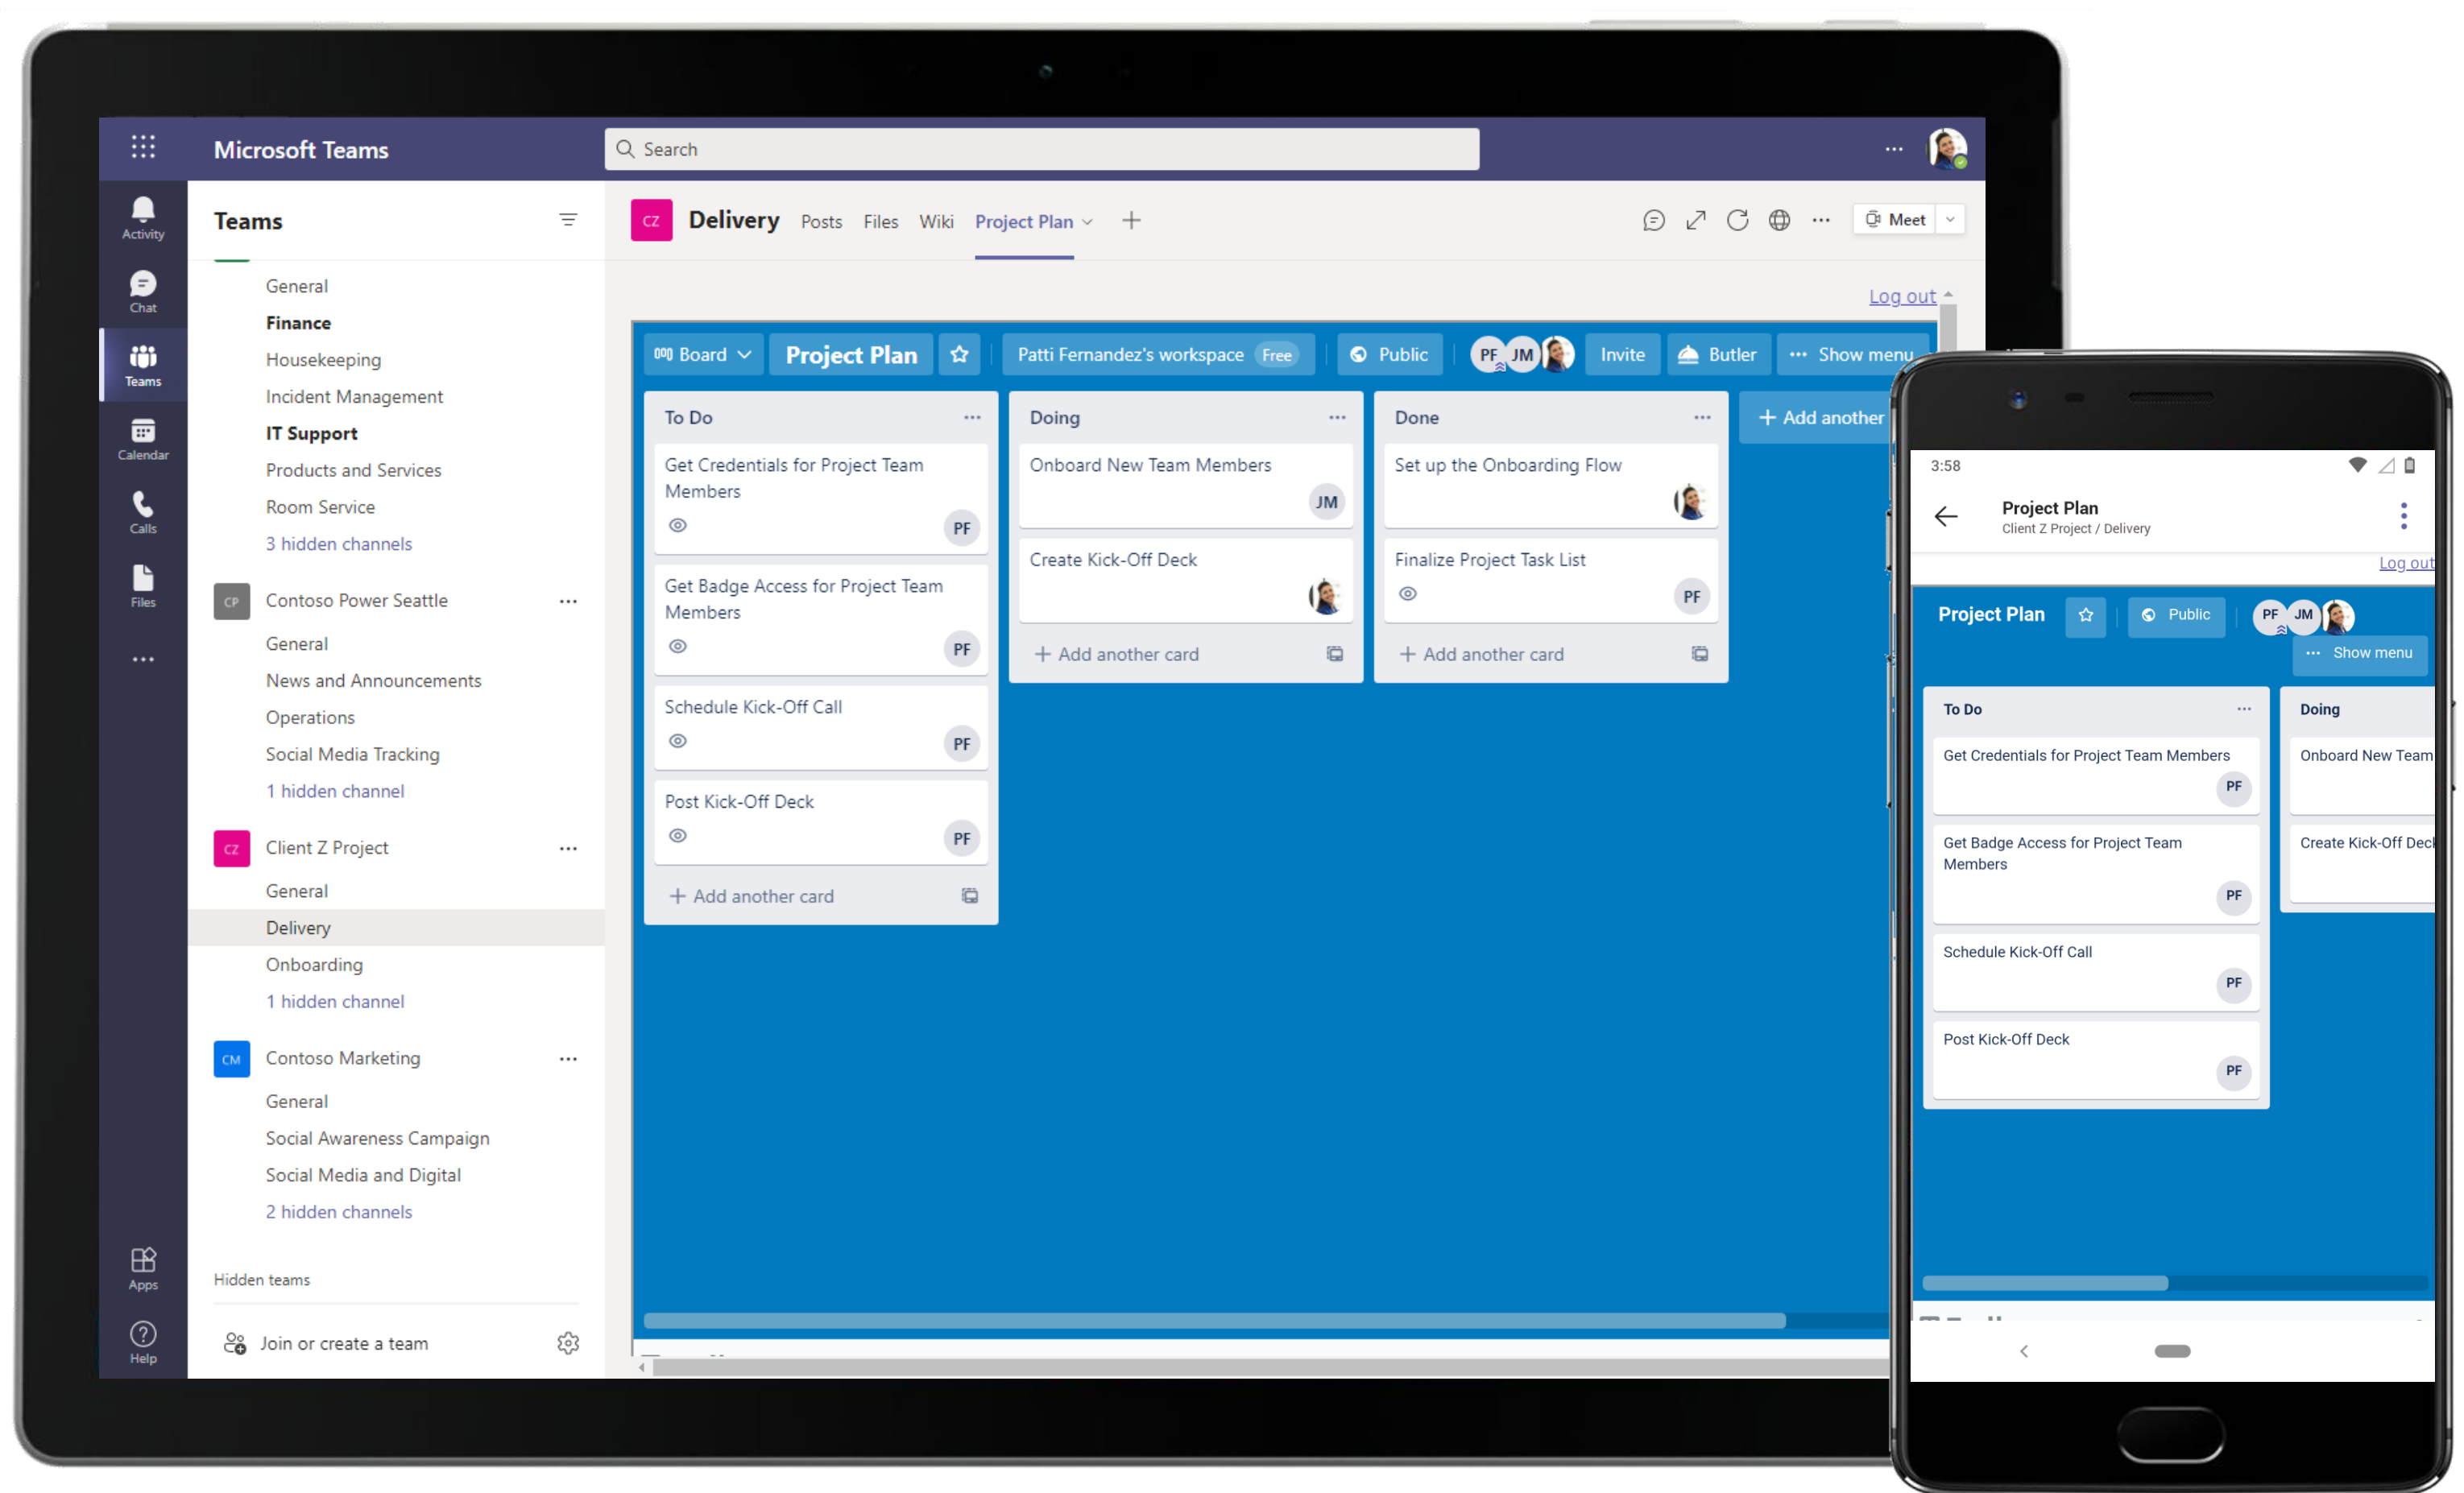 Microsoft Teams
Search
Activity
Chat
Teams
Calendar
Calls
Files
Apps
Help
Teams
General
Finance
Housekeeping
Incident Management
IT Support
Products and Services
Room Service
3 hidden channels
CP Contoso Power Seattle
General
News and Announcements
Operations
Social Media Tracking
1 hidden channel
CZ Client Z Project
General
Delivery
Onboarding
1 hidden channel
CM Contoso Marketing
General
Social Awareness Campaign
Social Media and Digital
2 hidden channels
Hidden teams
Join or create a team
CZ Delivery Posts Files Wiki Project Plan
Meet
Log out
Board Project Plan Patti Fernandez's workspace Free Public PF JM Invite Butler Show menu
To Do
Get Credentials for Project Team
Members
PF
Get Badge Access for Project Team
Members
PF
Schedule Kick-Off Call
PF
Post Kick-Off Deck
PF
+ Add another card
Doing
Onboard New Team Members
JM
Create Kick-Off Deck
+ Add another card
Done
Set up the Onboarding Flow
Finalize Project Task List
PF
+ Add another card
+ Add another
3:58
Project Plan
Client Z Project / Delivery
Log out
Project Plan Public PF JM
Show menu
To Do
Get Credentials for Project Team Members
PF
Get Badge Access for Project Team
Members
PF
Schedule Kick-Off Call
PF
Post Kick-Off Deck
PF
Doing
Onboard New Team
Create Kick-Off Deck